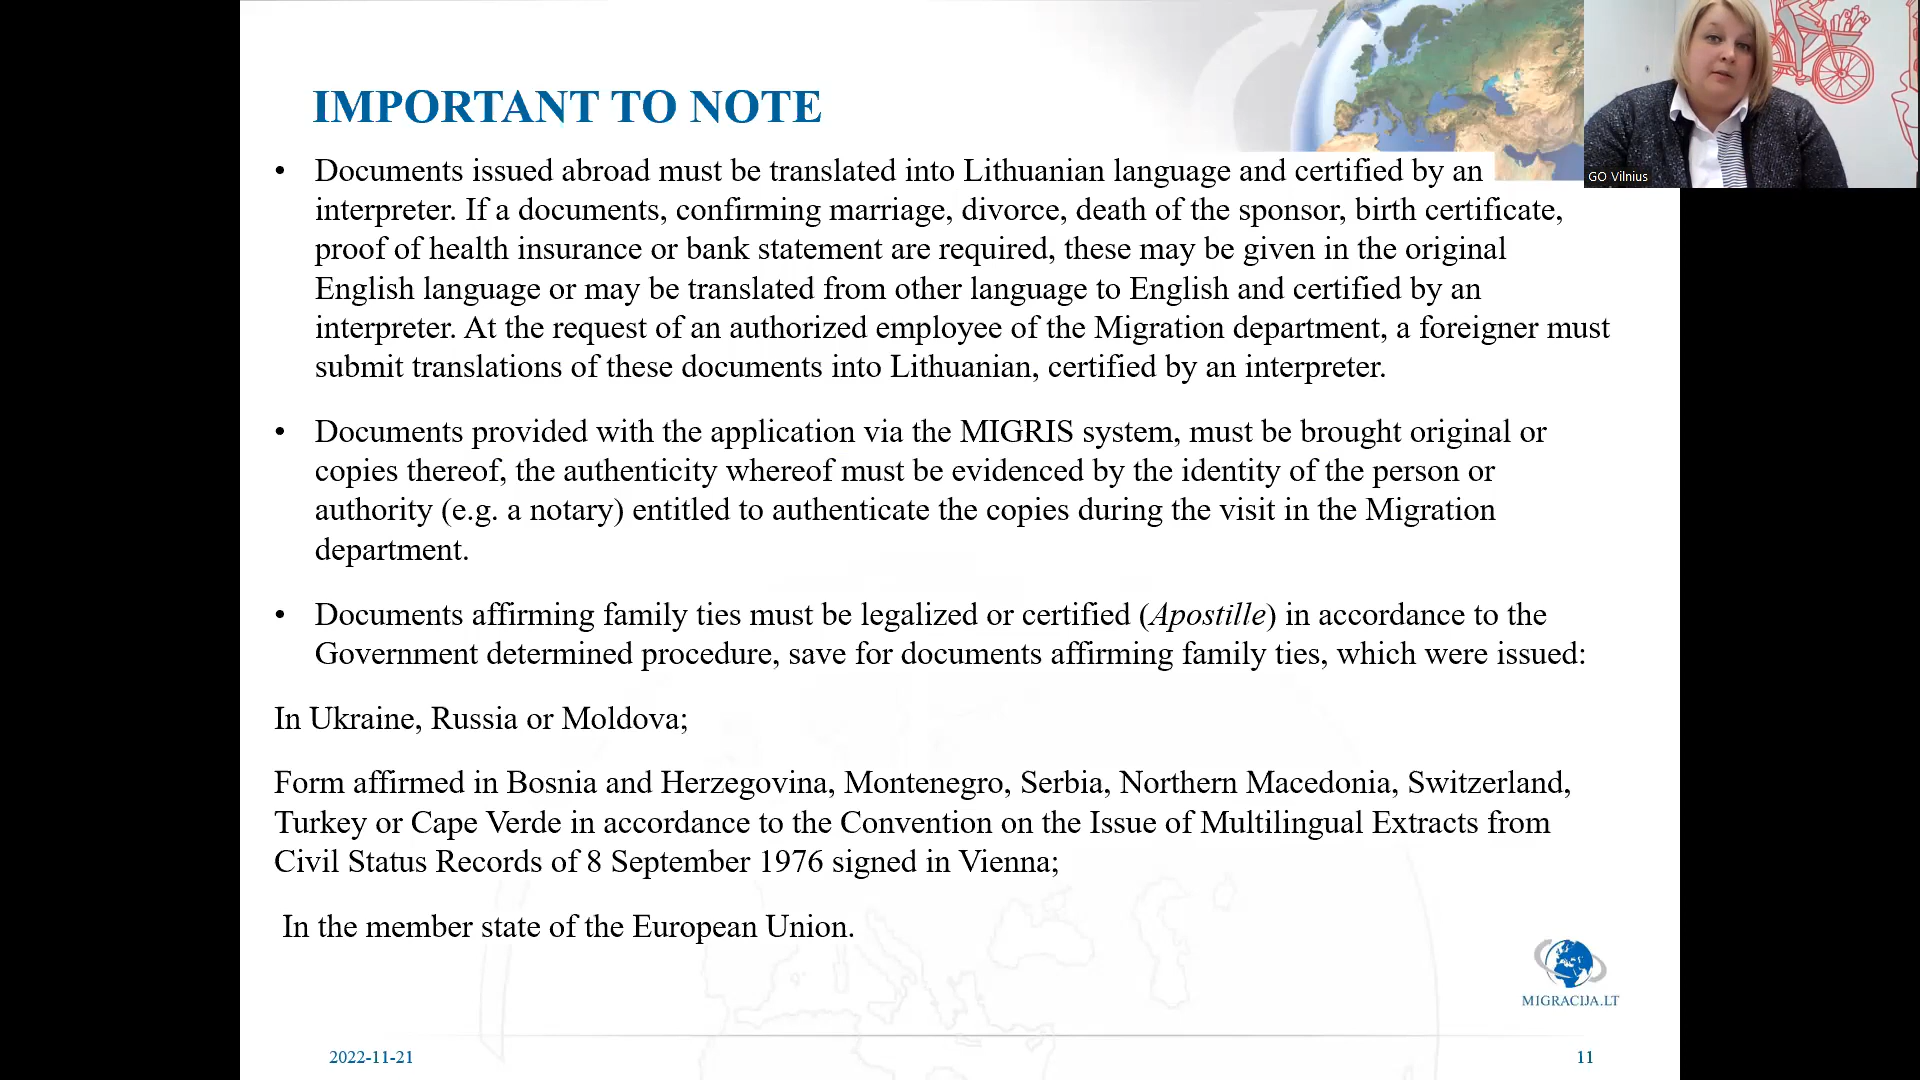 IMPORTANT TO NOTE
• Documents issued abroad must be translated into Lithuanian language and certified by an
interpreter. If a documents, confirming marriage, divorce, death of the sponsor, birth certificate,
proof of health insurance or bank statement are required, these may be given in the original
English language or may be translated from other language to English and certified by an
interpreter. At the request of an authorized employee of the Migration department, a foreigner must
submit translations of these documents into Lithuanian, certified by an interpreter.
• Documents provided with the application via the MIGRIS system, must be brought original or
copies thereof, the authenticity whereof must be evidenced by the identity of the person or
authority (e.g. a notary) entitled to authenticate the copies during the visit in the Migration
department.
• Documents affirming family ties must be legalized or certified (Apostille) in accordance to the
Government determined procedure, save for documents affirming family ties, which were issued:
In Ukraine, Russia or Moldova;
Form affirmed in Bosnia and Herzegovina, Montenegro, Serbia, Northern Macedonia, Switzerland,
Turkey or Cape Verde in accordance to the Convention on the Issue of Multilingual Extracts from
Civil Status Records of 8 September 1976 signed in Vienna;
In the member state of the European Union.
GO Vilnius
MIGRACIJA.LT
2022-11-21
11